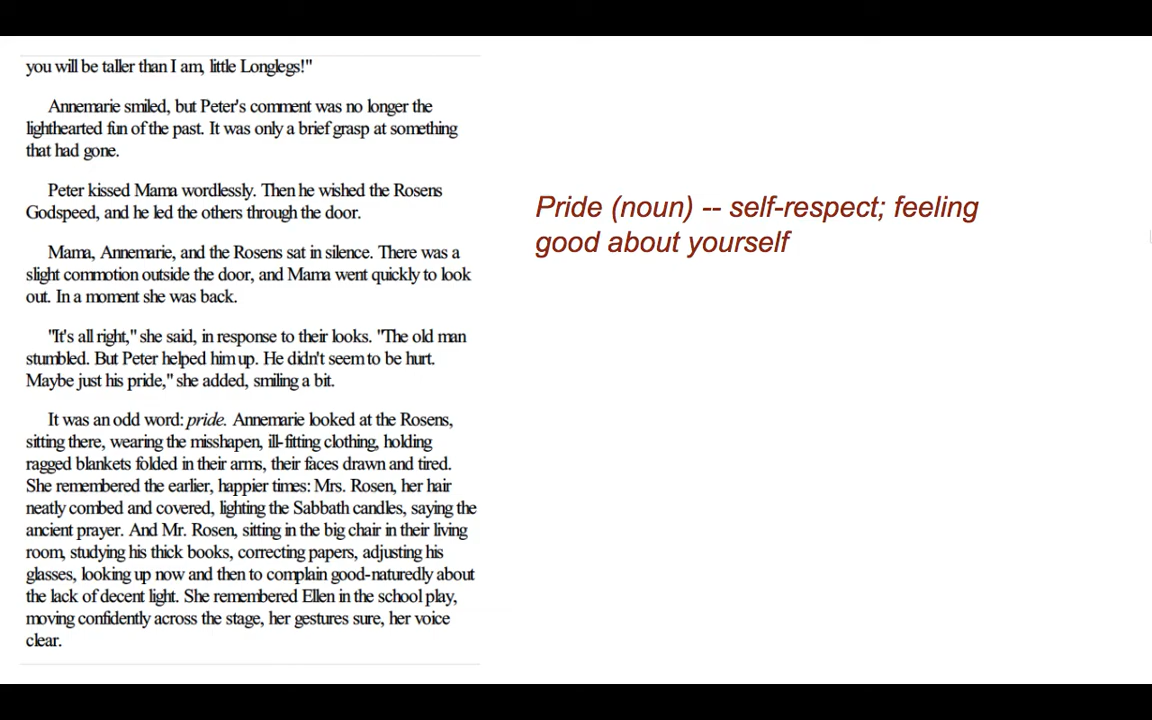 you will be taller than I am, little Longlegs!"
Annemarie smiled, but Peter's comment was no longer the
lighthearted fun of the past. It was only a brief grasp at something
that had gone.
Peter kissed Mama wordlessly. Then he wished the Rosens
Godspeed, and he led the others through the door.
Mama, Annemarie, and the Rosens sat in silence. There was a
slight commotion outside the door, and Mama went quickly to look
out. In a moment she was back.
"It's all right," she said, in response to their looks. "The old man
stumbled. But Peter helped him up. He didn't seem to be hurt.
Maybe just his pride," she added, smiling a bit.
It was an odd word: pride. Annemarie looked at the Rosens,
sitting there, wearing the misshapen, ill-fitting clothing, holding
ragged blankets folded in their arms, their faces drawn and tired.
She remembered the earlier, happier times: Mrs. Rosen, her hair
neatly combed and covered, lighting the Sabbath candles, saying the
ancient prayer. And Mr. Rosen, sitting in the big chair in their living
room, studying his thick books, correcting papers, adjusting his
glasses, looking up now and then to complain good-naturedly about
the lack of decent light. She remembered Ellen in the school play,
moving confidently across the stage, her gestures sure, her voice
clear.
Pride (noun) -- self-respect; feeling
good about yourself